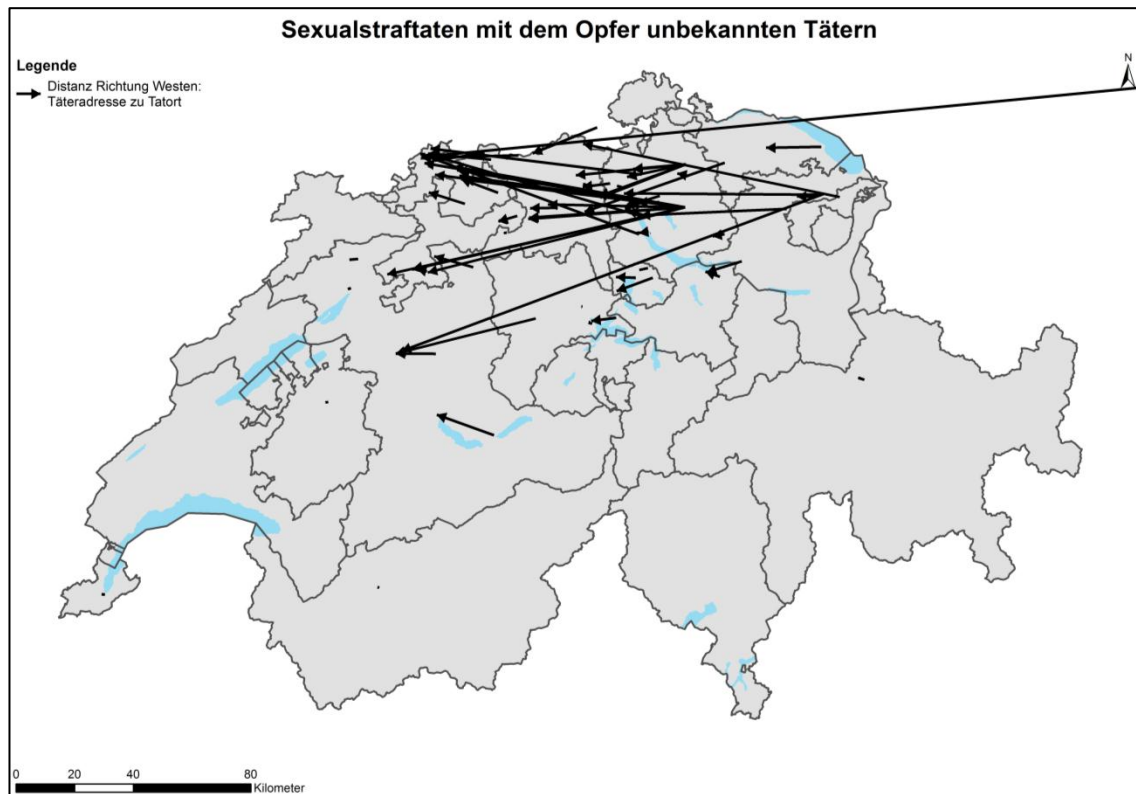 Sexualstraftaten mit dem Opfer unbekannten Tätern
Legende
Distanz Richtung Westen:
Täteradresse zu Tatort
N
0 20 40 80
Kilometer